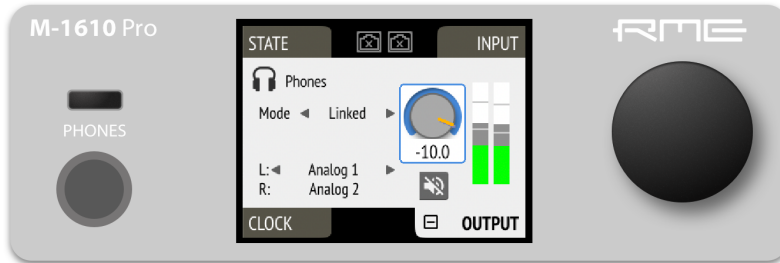 M-1610 Pro
RME
STATE
INPUT
Phones
Mode ◄ Linked ►
PHONES
-10.0
L:◄ Analog 1 ►
R: Analog 2
CLOCK
OUTPUT